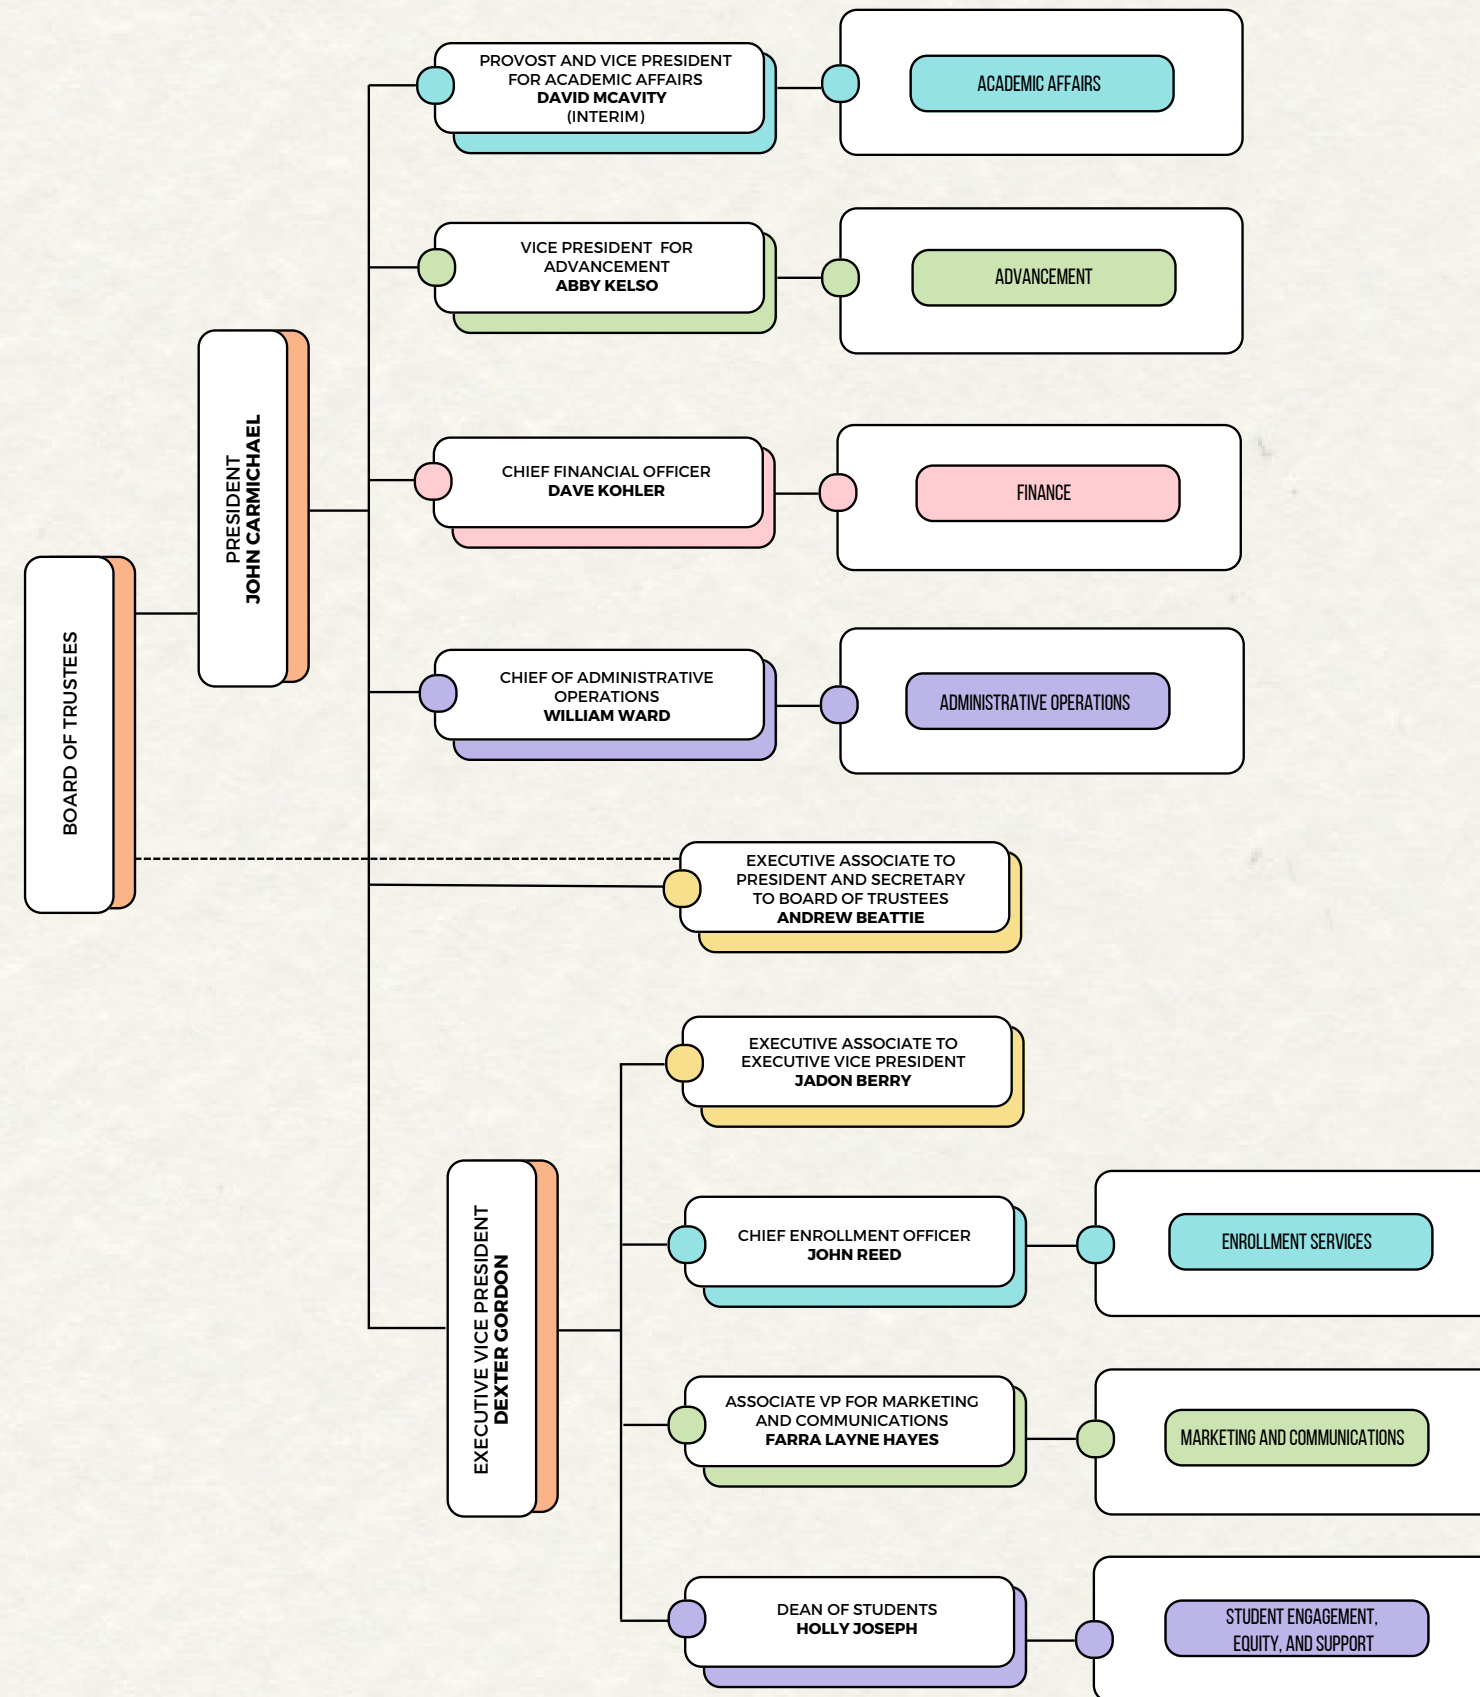 BOARD OF TRUSTEES
PRESIDENT
JOHN CARMICHAEL
PROVOST AND VICE PRESIDENT
FOR ACADEMIC AFFAIRS
DAVID MCAVITY
(INTERIM)
ACADEMIC AFFAIRS
VICE PRESIDENT FOR
ADVANCEMENT
ABBY KELSO
ADVANCEMENT
CHIEF FINANCIAL OFFICER
DAVE KOHLER
FINANCE
CHIEF OF ADMINISTRATIVE
OPERATIONS
WILLIAM WARD
ADMINISTRATIVE OPERATIONS
EXECUTIVE ASSOCIATE TO
PRESIDENT AND SECRETARY
TO BOARD OF TRUSTEES
ANDREW BEATTIE
EXECUTIVE VICE PRESIDENT
DEXTER GORDON
EXECUTIVE ASSOCIATE TO
EXECUTIVE VICE PRESIDENT
JADON BERRY
CHIEF ENROLLMENT OFFICER
JOHN REED
ENROLLMENT SERVICES
ASSOCIATE VP FOR MARKETING
AND COMMUNICATIONS
FARRA LAYNE HAYES
MARKETING AND COMMUNICATIONS
DEAN OF STUDENTS
HOLLY JOSEPH
STUDENT ENGAGEMENT,
EQUITY, AND SUPPORT